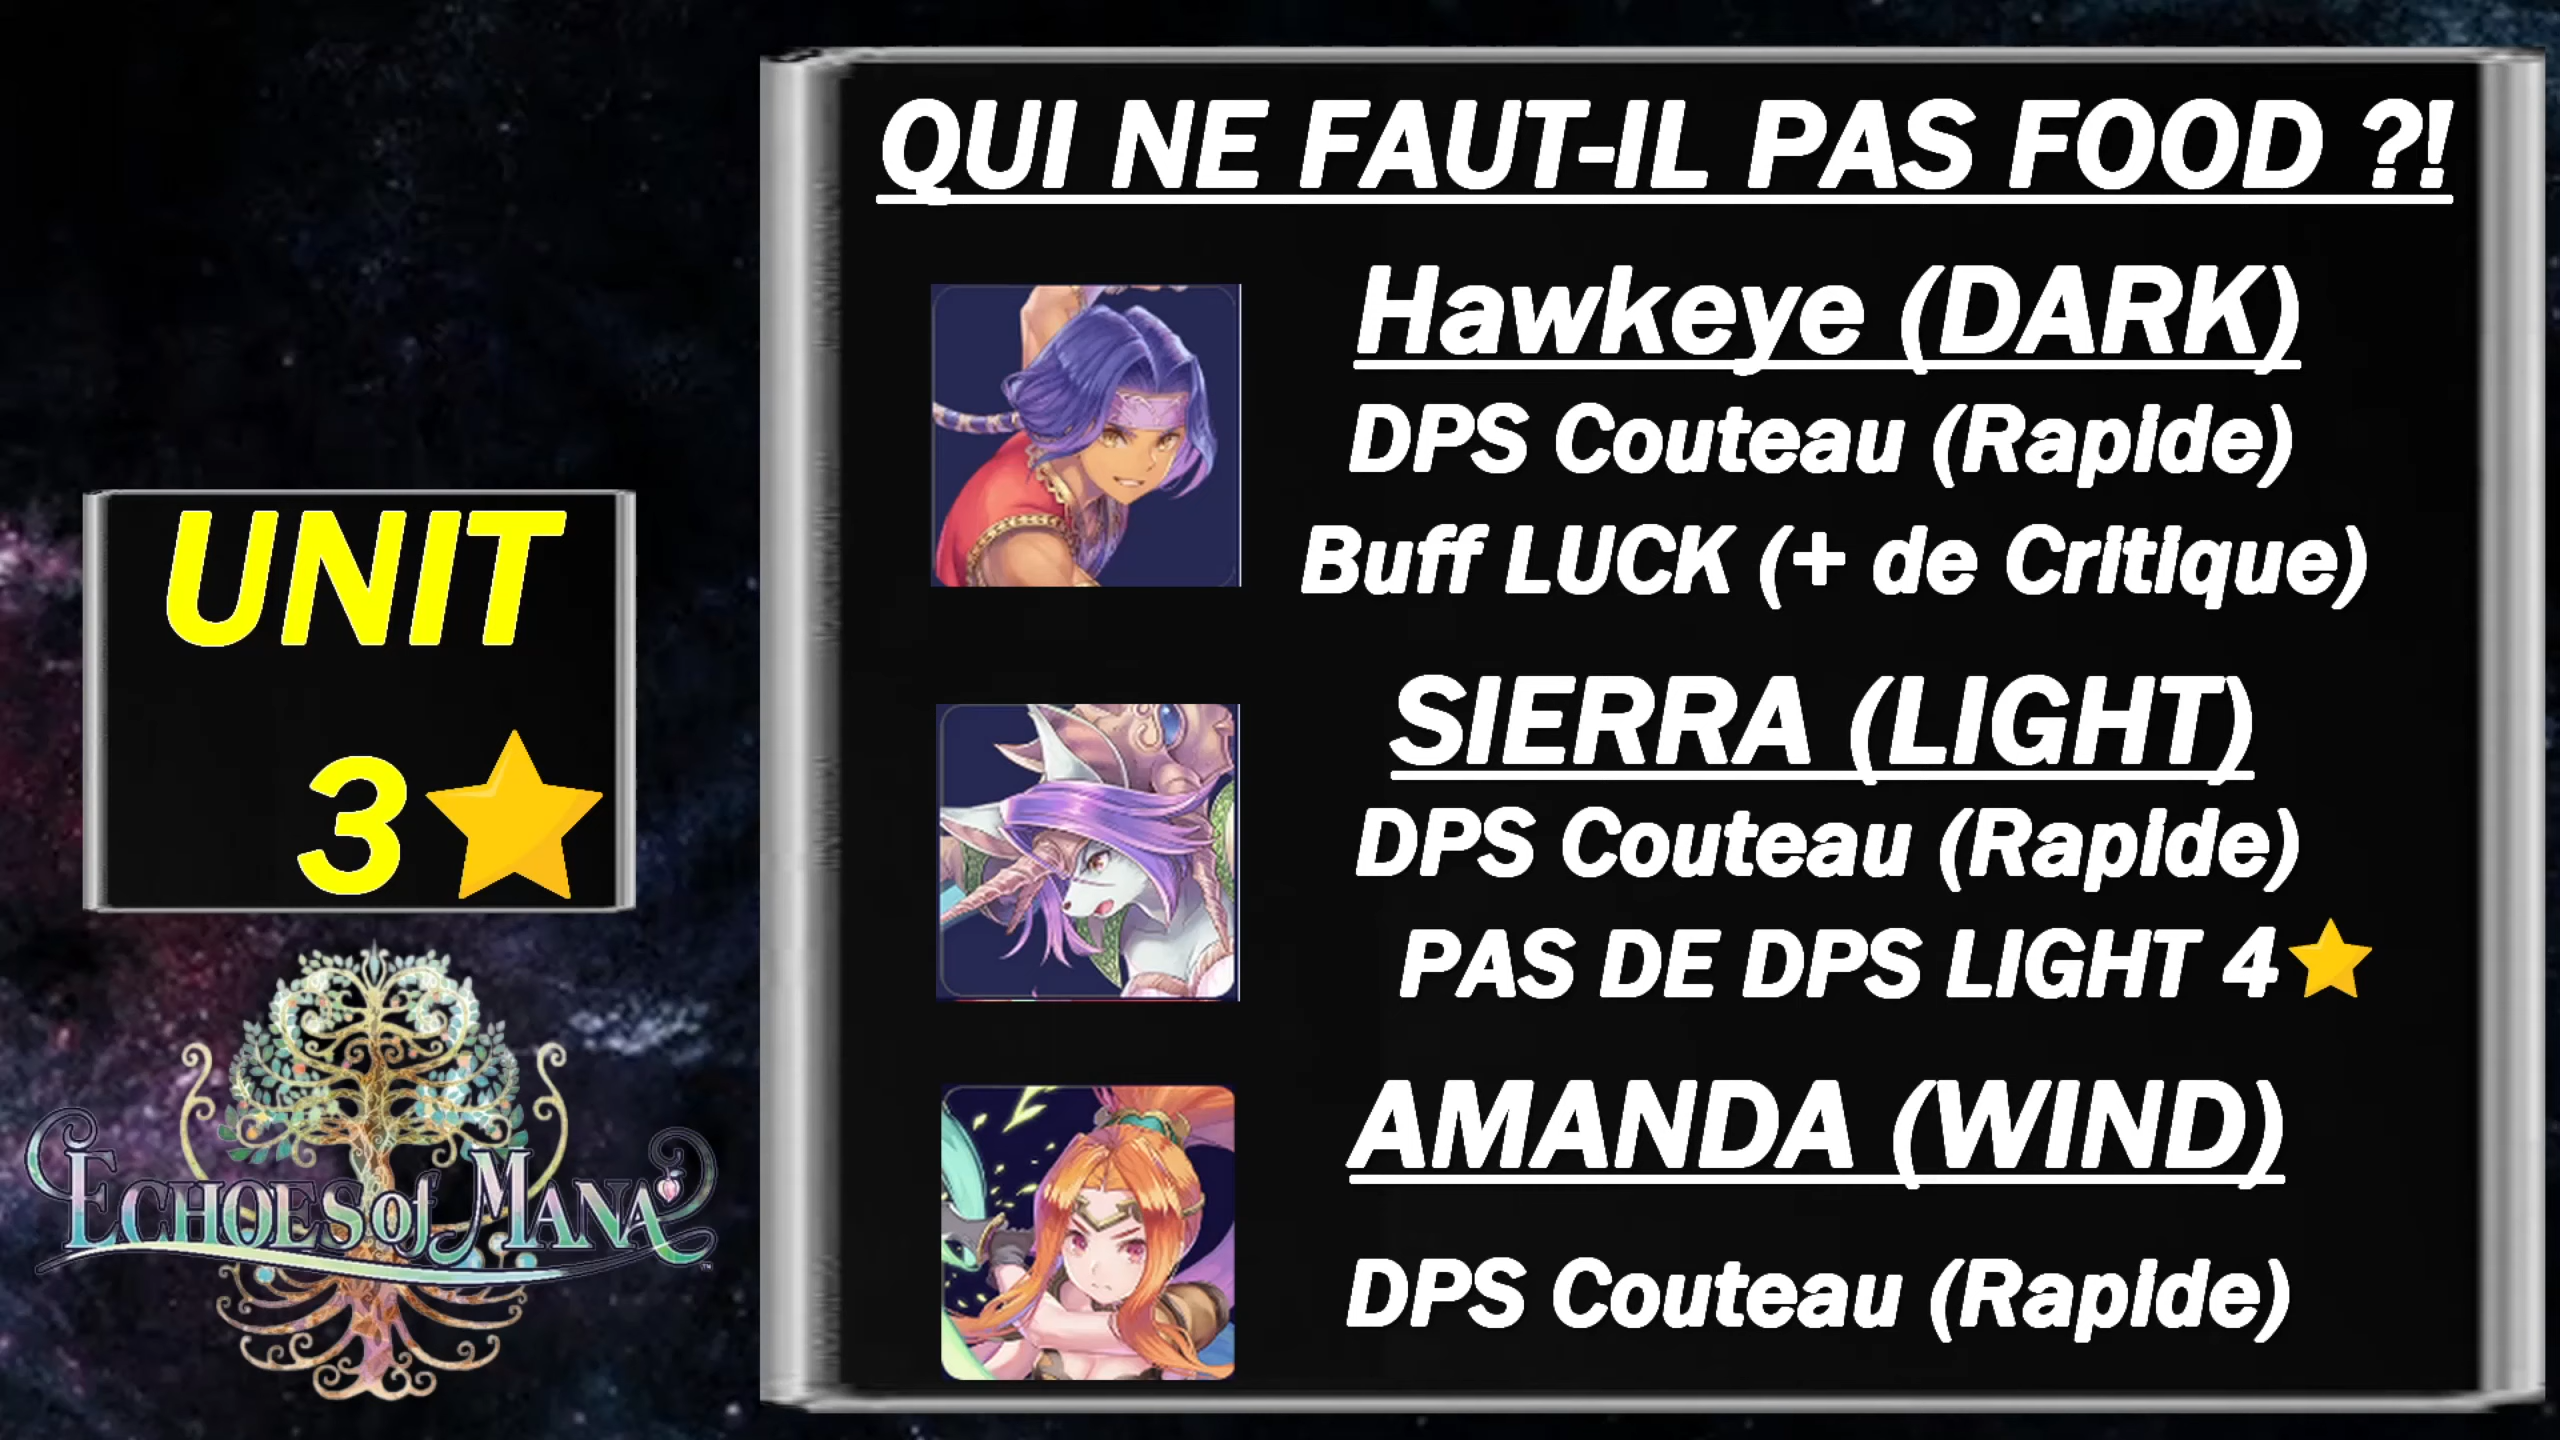 QUI NE FAUT-IL PAS FOOD ?!
Hawkeye (DARK)
DPS Couteau (Rapide)
Buff LUCK (+ de Critique)
SIERRA (LIGHT)
DPS Couteau (Rapide)
PAS DE DPS LIGHT 4
AMANDA (WIND)
DPS Couteau (Rapide)
UNIT
3
ECHOES of MANA
TM